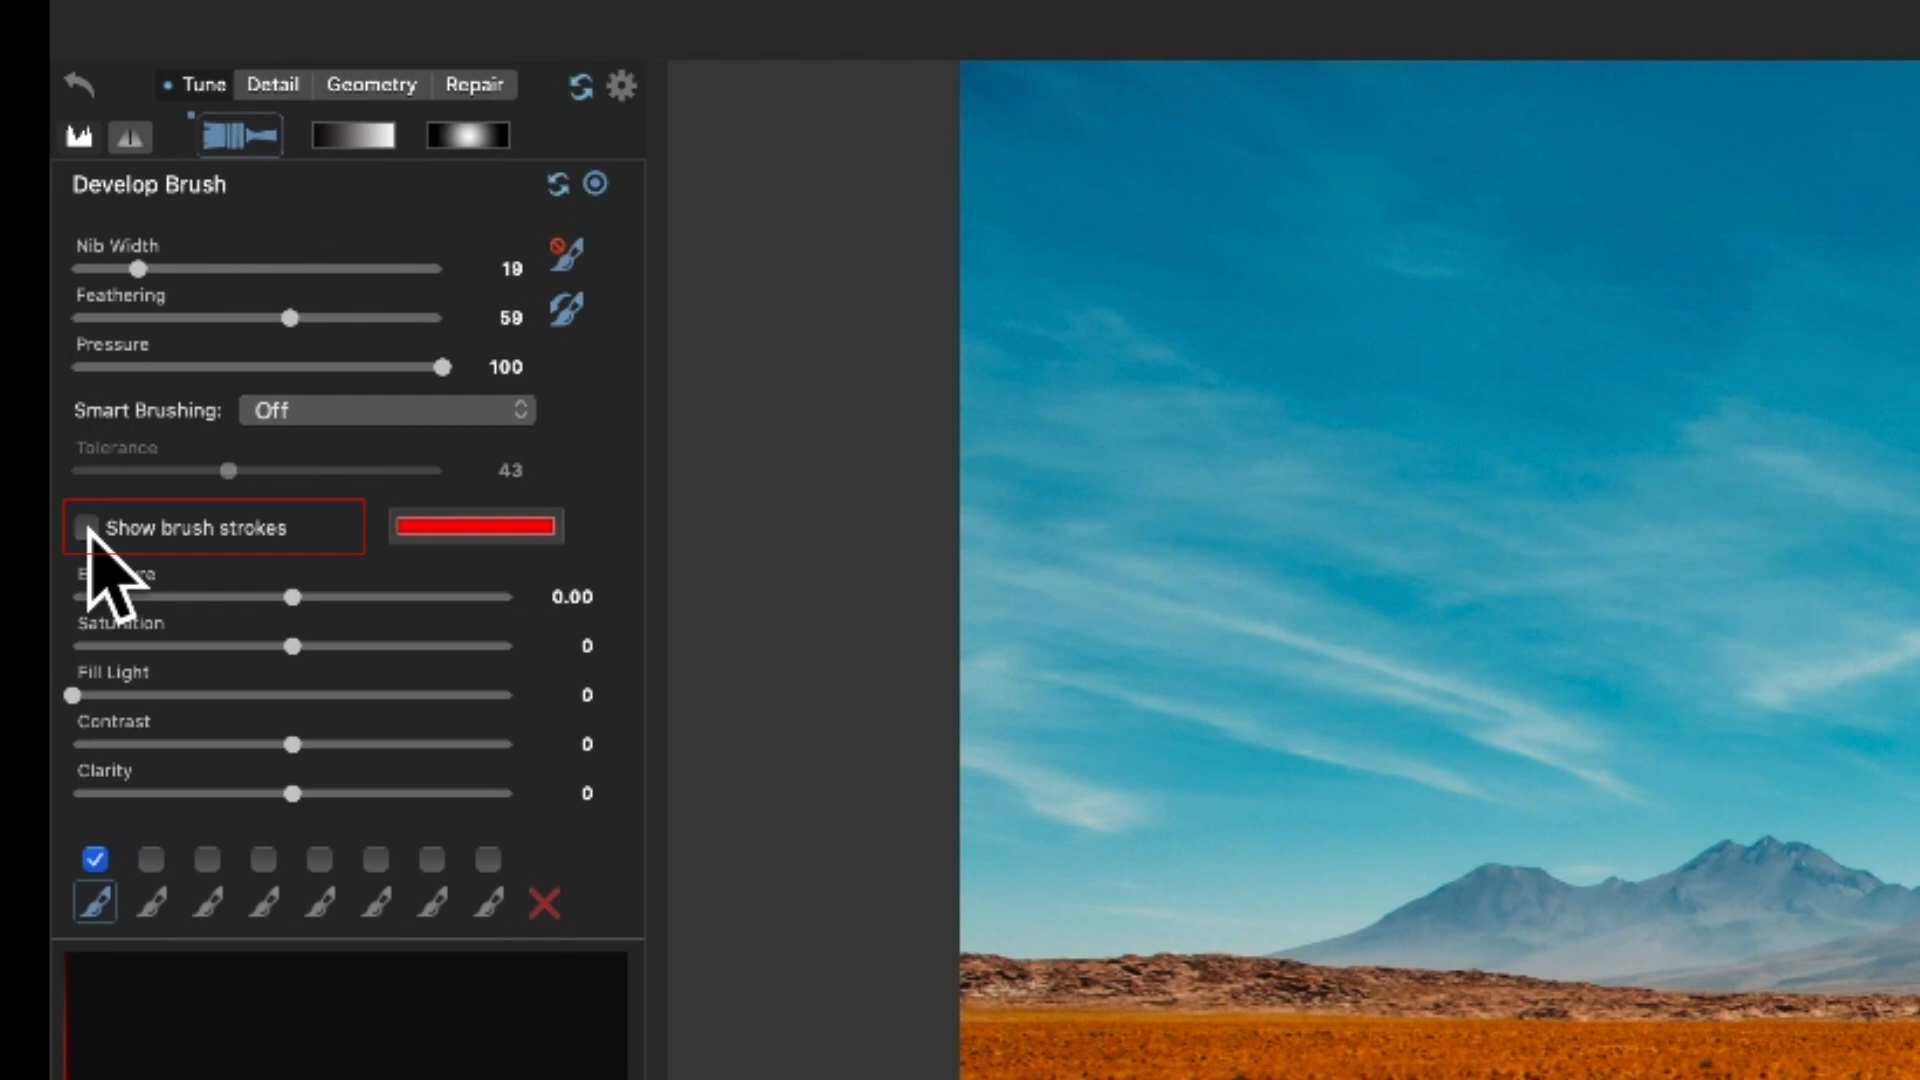 Tune Detail Geometry Repair
Develop Brush
Nib Width
19
Feathering
59
Pressure
100
Smart Brushing: Off
Tolerance
43
Show brush strokes
0.00
Saturation
0
Fill Light
0
Contrast
0
Clarity
0